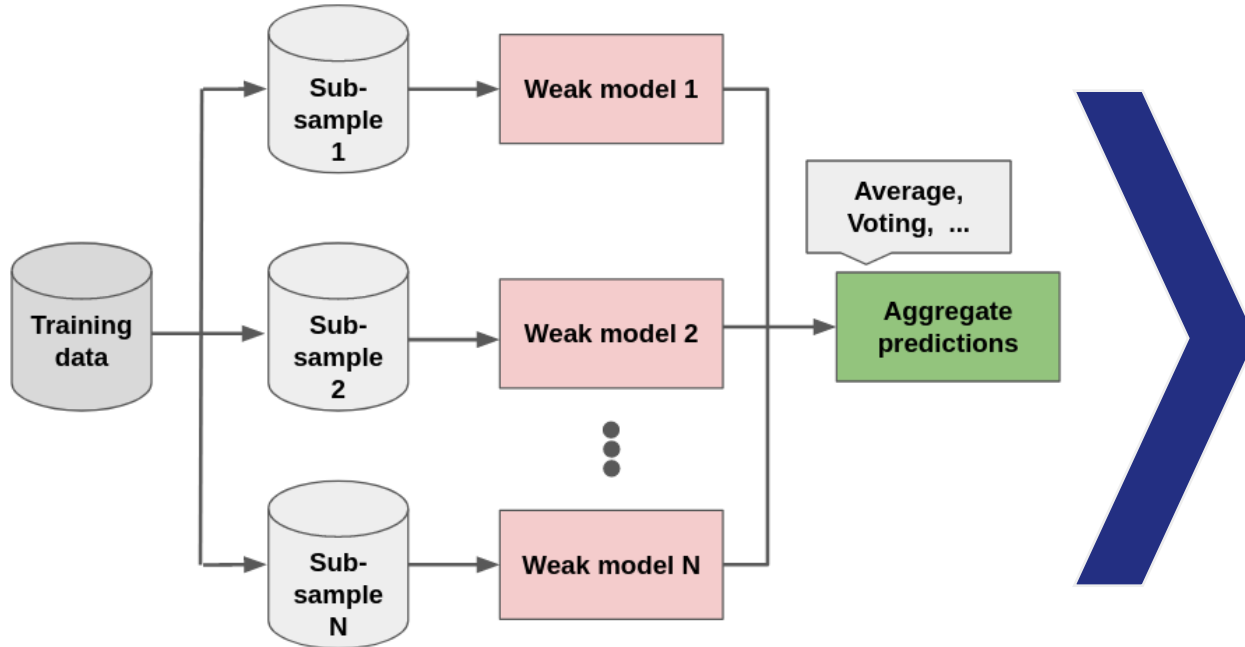 Sub-
sample
1
Weak model 1
Average,
Voting, ...
Training
data
Sub-
sample
2
Weak model 2
Aggregate
predictions
Sub-
sample
N
Weak model N